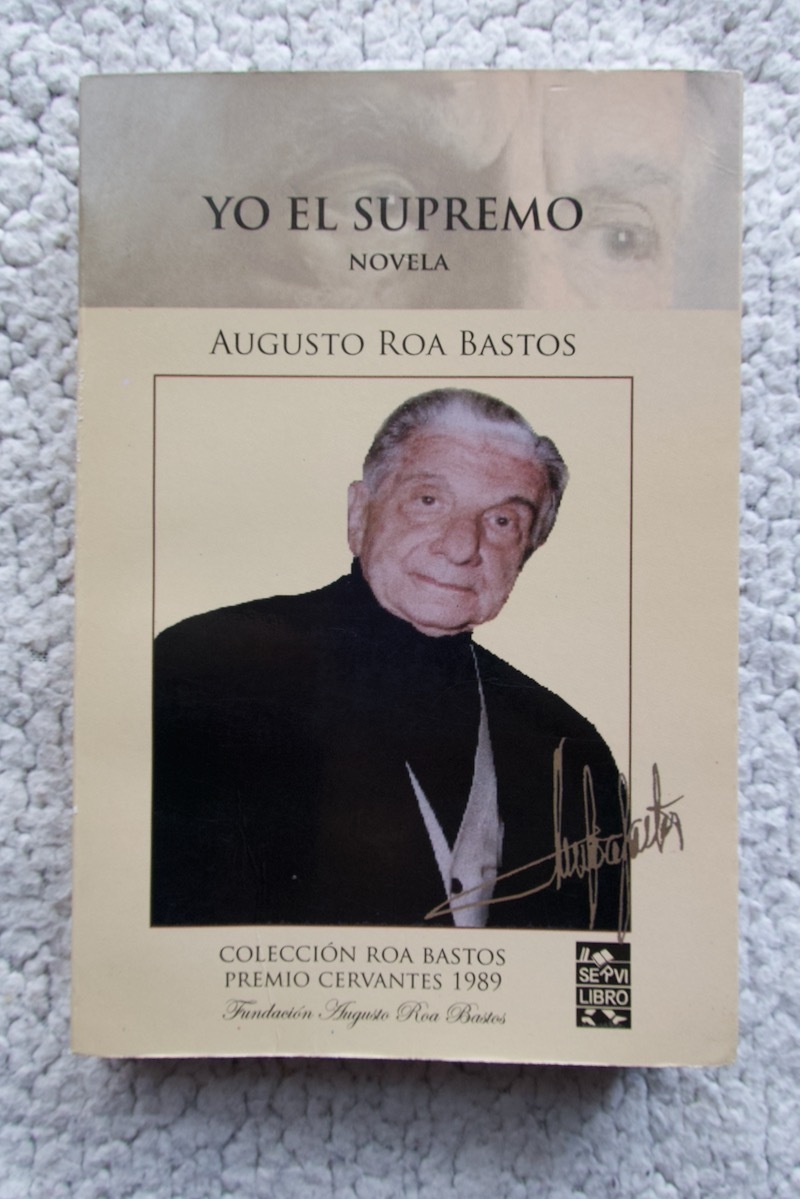 YO EL SUPREMO
NOVELA
AUGUSTO ROA BASTOS
COLECCIÓN ROA BASTOS
PREMIO CERVANTES 1989
Fundación Augusto Roa Bastos
SERVI
LIBRO